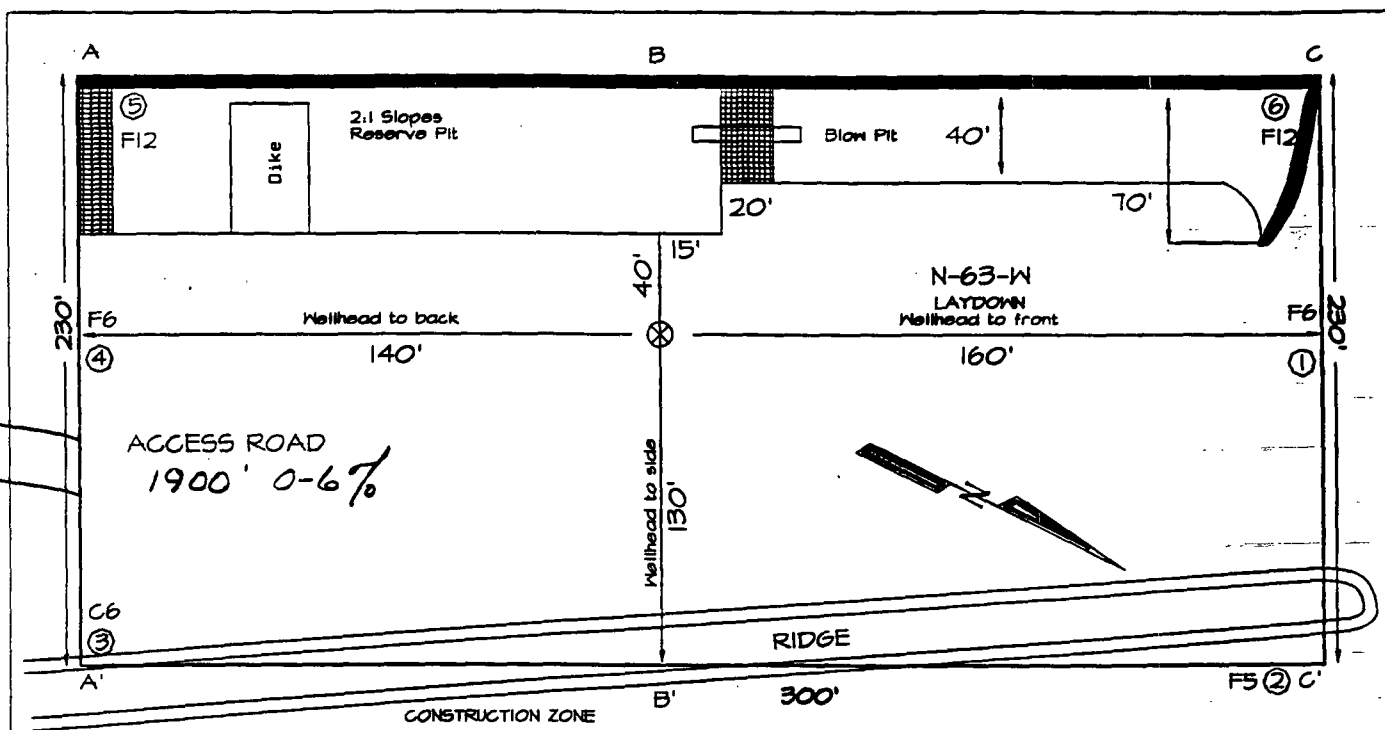 A
B
C
⑤
F12
Dike
2:1 Slopes
Reserve Pit
Blow Pit
40'
⑥
F12
20'
70'
15'
40'
N-63-W
LAYDOWN
230'
F6
Wellhead to back
Wellhead to front
F6
230'
④
140'
160'
①
ACCESS ROAD
1900' 0-6%
Wellhead to side
130'
N
C6
③
RIDGE
A'
B'
300'
F5 ② C'
CONSTRUCTION ZONE